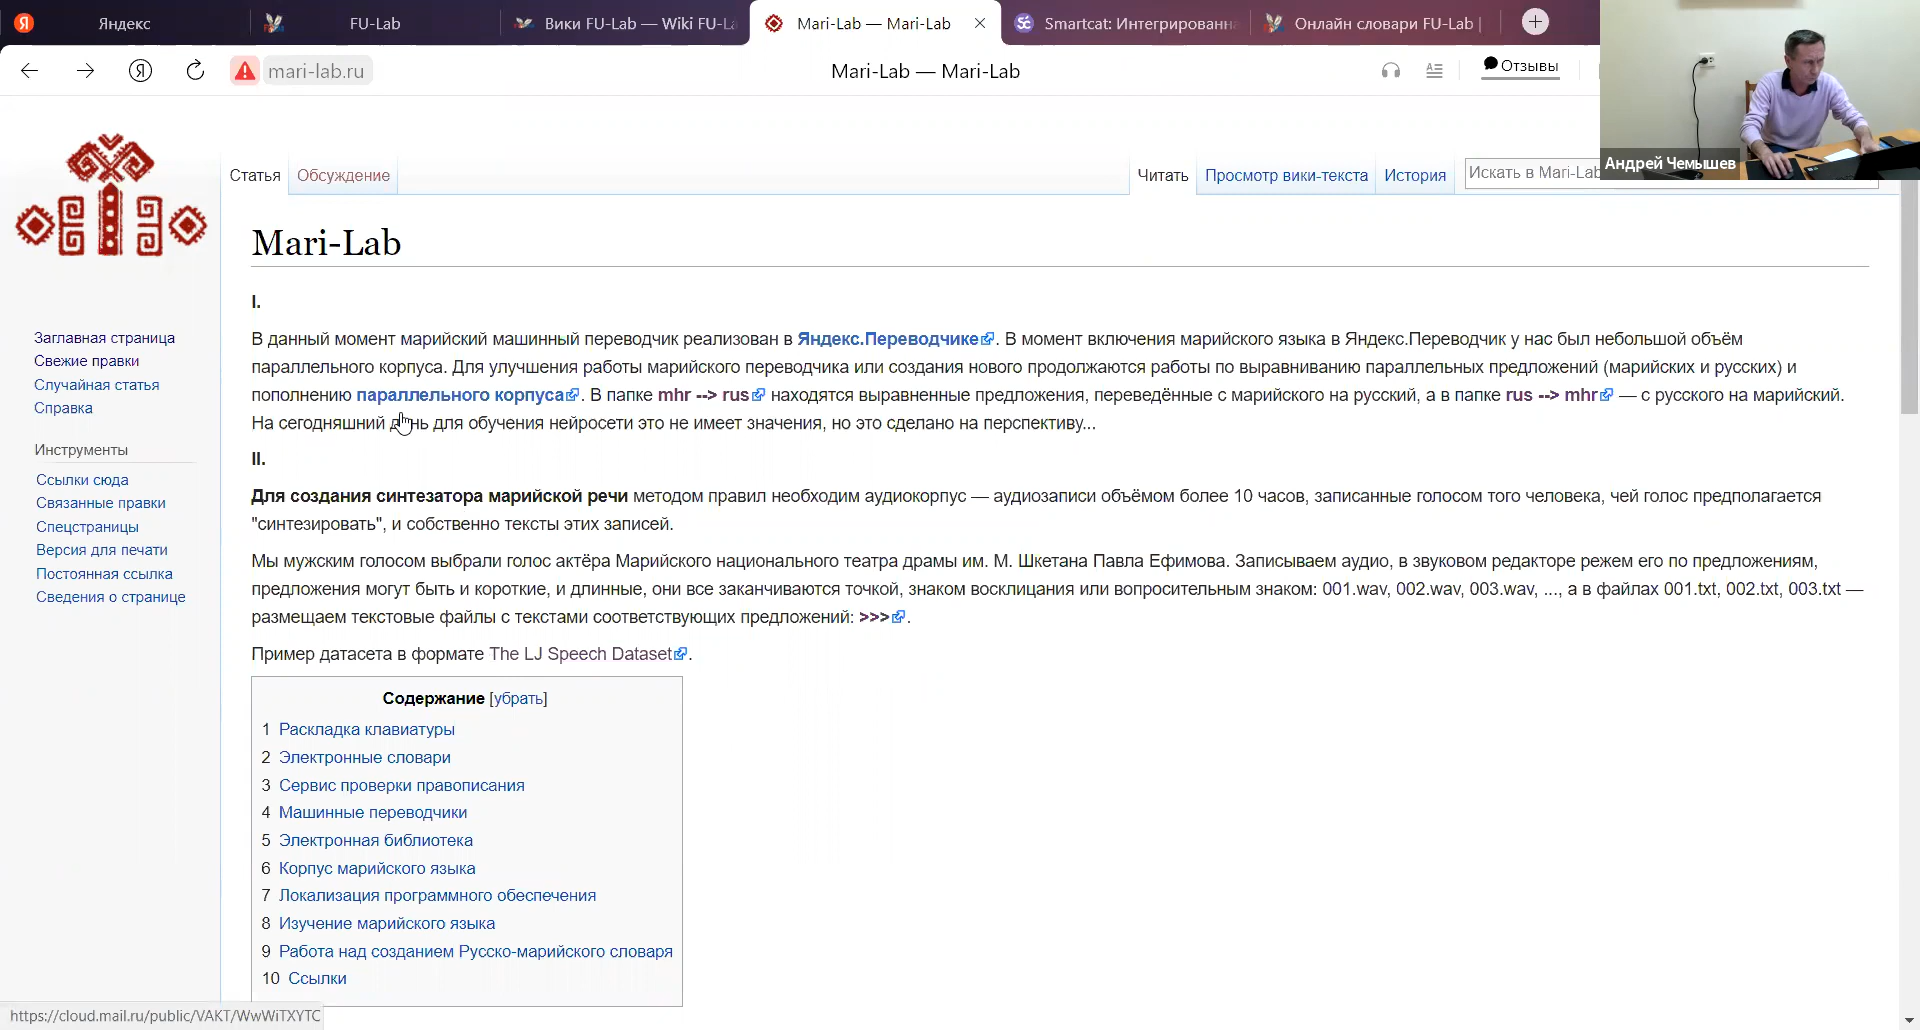 Яндекс
FU-Lab
Вики FU-Lab — Wiki FU-La
Mari-Lab — Mari-Lab
Smartcat: Интегрированна
Онлайн словари FU-Lab |
mari-lab.ru
Mari-Lab — Mari-Lab
Отзывы
Андрей Чемышев
Статья
Обсуждение
Читать
Просмотр вики-текста
История
Искать в Mari-Lab
Mari-Lab
I.
В данный момент марийский машинный переводчик реализован в Яндекс.Переводчике. В момент включения марийского языка в Яндекс.Переводчик у нас был небольшой объём
параллельного корпуса. Для улучшения работы марийского переводчика или создания нового продолжаются работы по выравниванию параллельных предложений (марийских и русских) и
пополнению параллельного корпуса. В папке mhr --> rus находятся выравненные предложения, переведённые с марийского на русский, а в папке rus --> mhr — с русского на марийский.
На сегодняшний день для обучения нейросети это не имеет значения, но это сделано на перспективу...
II.
Для создания синтезатора марийской речи методом правил необходим аудиокорпус — аудиозаписи объёмом более 10 часов, записанные голосом того человека, чей голос предполагается
"синтезировать", и собственно тексты этих записей.
Мы мужским голосом выбрали голос актёра Марийского национального театра драмы им. М. Шкетана Павла Ефимова. Записываем аудио, в звуковом редакторе режем его по предложениям,
предложения могут быть и короткие, и длинные, они все заканчиваются точкой, знаком восклицания или вопросительным знаком: 001.wav, 002.wav, 003.wav, ..., а в файлах 001.txt, 002.txt, 003.txt —
размещаем текстовые файлы с текстами соответствующих предложений: >>>.
Пример датасета в формате The LJ Speech Dataset.
Содержание [убрать]
1 Раскладка клавиатуры
2 Электронные словари
3 Сервис проверки правописания
4 Машинные переводчики
5 Электронная библиотека
6 Корпус марийского языка
7 Локализация программного обеспечения
8 Изучение марийского языка
9 Работа над созданием Русско-марийского словаря
10 Ссылки
Заглавная страница
Свежие правки
Случайная статья
Справка
Инструменты
Ссылки сюда
Связанные правки
Спецстраницы
Версия для печати
Постоянная ссылка
Сведения о странице
https://cloud.mail.ru/public/VAKT/WwWiTXYTC